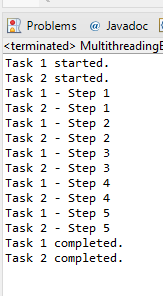 Problems @ Javadoc
<terminated> MultithreadingE
Task 1 started.
Task 2 started.
Task 1 - Step 1
Task 2 - Step 1
Task 1 - Step 2
Task 2 - Step 2
Task 1 - Step 3
Task 2 - Step 3
Task 1 - Step 4
Task 2 - Step 4
Task 1 - Step 5
Task 2 - Step 5
Task 1 completed.
Task 2 completed.